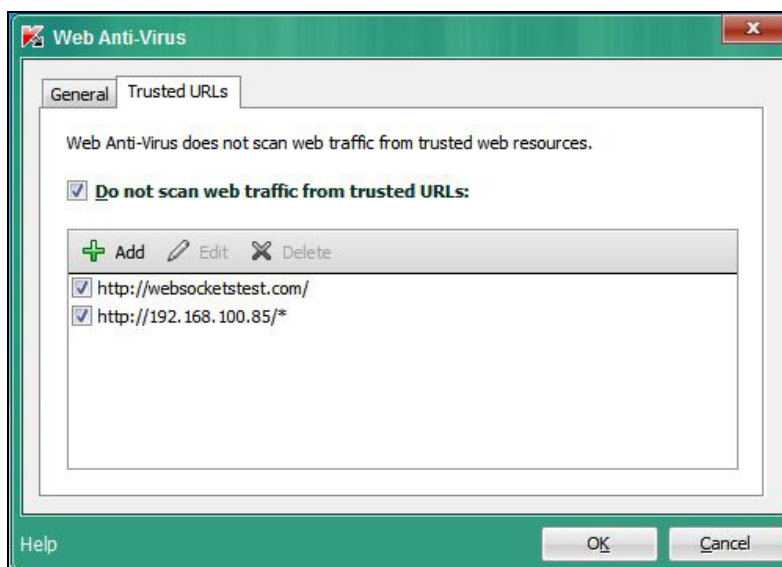 Web Anti-Virus
General
Trusted URLs
Web Anti-Virus does not scan web traffic from trusted web resources.
Do not scan web traffic from trusted URLs:
Add Edit Delete
http://websocketstest.com/
http://192.168.100.85/*
Help OK Cancel